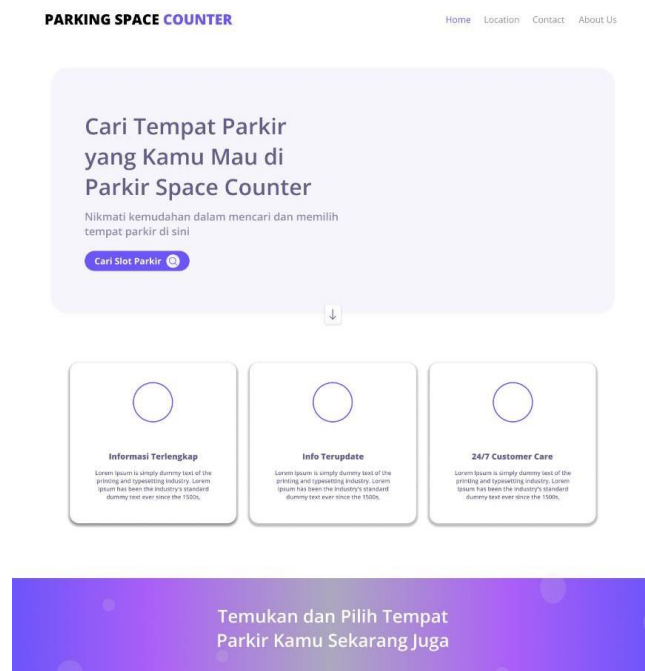 PARKING SPACE COUNTER
Home Location Contact About Us
Cari Tempat Parkir
yang Kamu Mau di
Parkir Space Counter
Nikmati kemudahan dalam mencari dan memilih
tempat parkir di sini
Cari Slot Parkir
Informasi Terlengkap
Lorem Ipsum is simply dummy text of the
printing and typesetting industry. Lorem
Ipsum has been the industry's standard
dummy text ever since the 1500s,
Info Terupdate
Lorem Ipsum is simply dummy text of the
printing and typesetting industry. Lorem
Ipsum has been the industry's standard
dummy text ever since the 1500s,
24/7 Customer Care
Lorem Ipsum is simply dummy text of the
printing and typesetting industry. Lorem
Ipsum has been the industry's standard
dummy text ever since the 1500s,
Temukan dan Pilih Tempat
Parkir Kamu Sekarang Juga